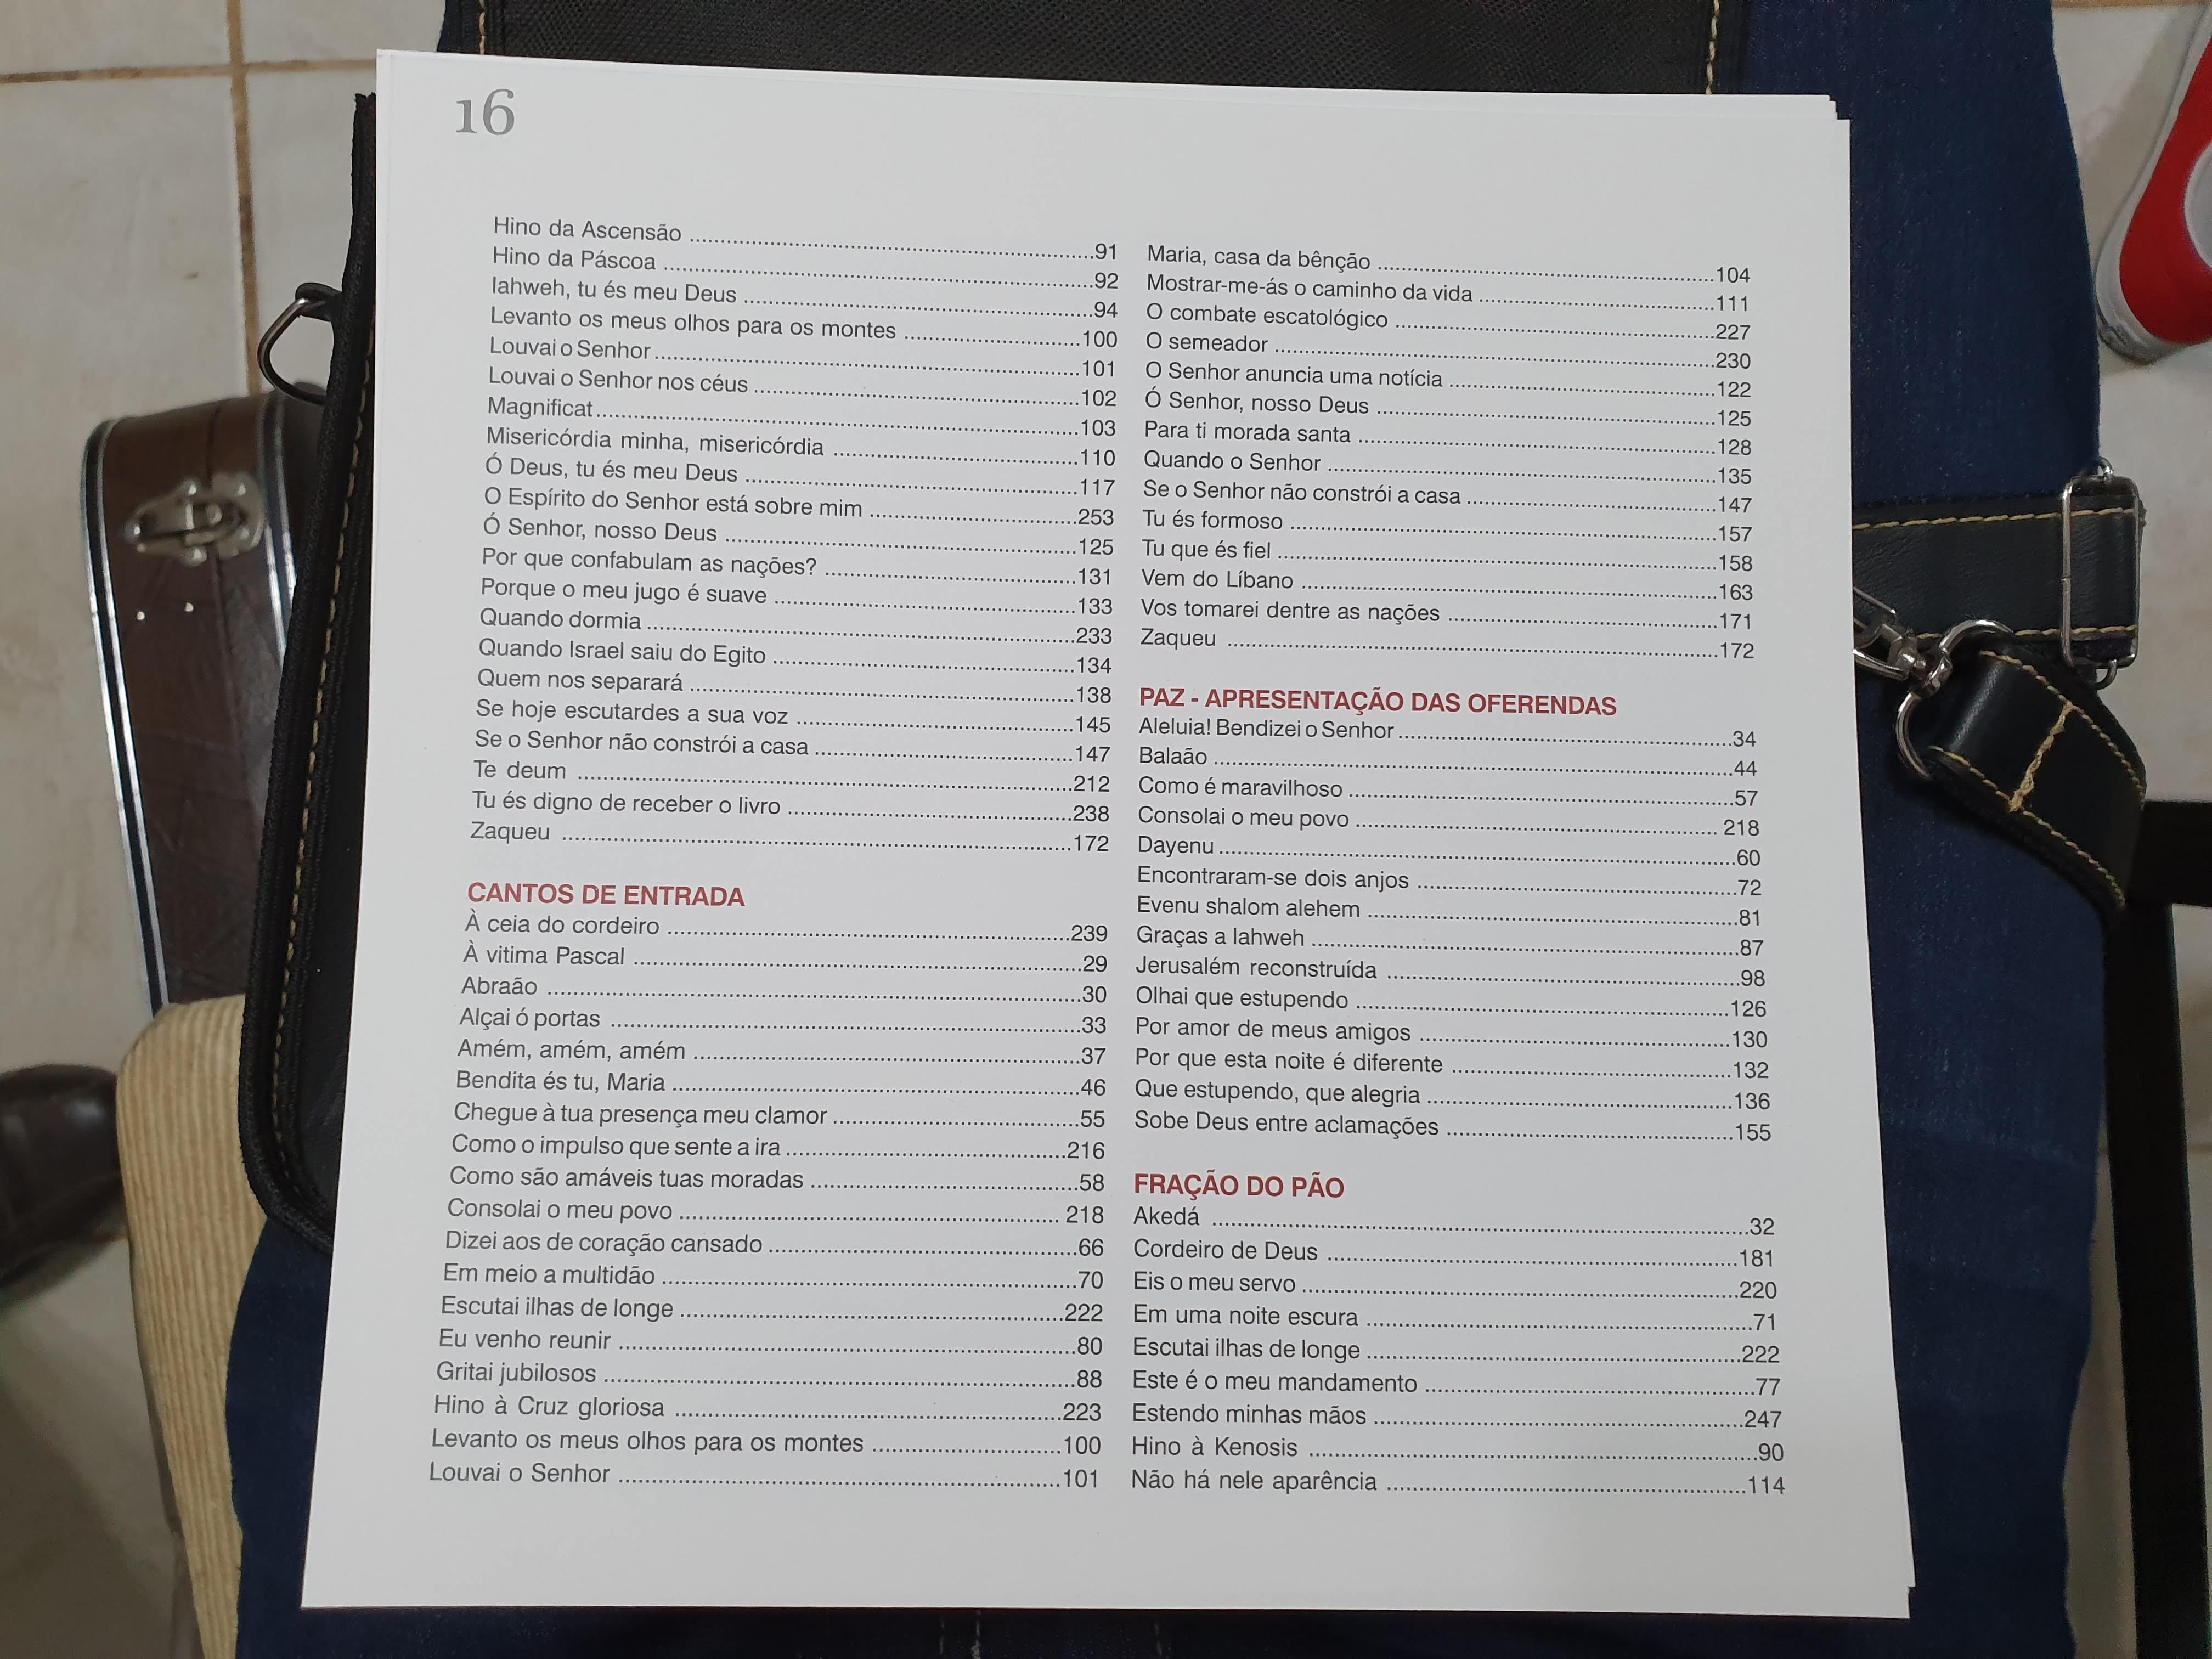 16
Hino da Ascensão ....................91
Hino da Páscoa ....................92
Iahweh, tu és meu Deus ....................94
Levanto os meus olhos para os montes ....................100
Louvai o Senhor....................101
Louvai o Senhor nos céus ....................102
Magnificat....................103
Misericórdia minha, misericórdia ....................110
Ó Deus, tu és meu Deus ....................117
O Espírito do Senhor está sobre mim ....................253
Ó Senhor, nosso Deus ....................125
Por que confabulam as nações? ....................131
Porque o meu jugo é suave ....................133
Quando dormia ....................233
Quando Israel saiu do Egito ....................134
Quem nos separará ....................138
Se hoje escutardes a sua voz ....................145
Se o Senhor não constrói a casa ....................147
Te deum ....................212
Tu és digno de receber o livro ....................238
Zaqueu ....................172
CANTOS DE ENTRADA
À ceia do cordeiro ....................239
À vitima Pascal ....................29
Abraão ....................30
Alçai ó portas ....................33
Amém, amém, amém ....................37
Bendita és tu, Maria ....................46
Chegue à tua presença meu clamor ....................55
Como o impulso que sente a ira ....................216
Como são amáveis tuas moradas ....................58
Consolai o meu povo .................... 218
Dizei aos de coração cansado ....................66
Em meio a multidão ....................70
Escutai ilhas de longe ....................222
Eu venho reunir ....................80
Gritai jubilosos ....................88
Hino à Cruz gloriosa ....................223
Levanto os meus olhos para os montes ....................100
Louvai o Senhor ....................101
Maria, casa da bênção ....................104
Mostrar-me-ás o caminho da vida ....................111
O combate escatológico ....................227
O semeador ....................230
O Senhor anuncia uma notícia ....................122
Ó Senhor, nosso Deus ....................125
Para ti morada santa ....................128
Quando o Senhor ....................135
Se o Senhor não constrói a casa ....................147
Tu és formoso ....................157
Tu que és fiel ....................158
Vem do Líbano ....................163
Vos tomarei dentre as nações ....................171
Zaqueu ....................172
PAZ - APRESENTAÇÃO DAS OFERENDAS
Aleluia! Bendizei o Senhor ....................34
Balaão ....................44
Como é maravilhoso ....................57
Consolai o meu povo .................... 218
Dayenu ....................60
Encontraram-se dois anjos ....................72
Evenu shalom alehem ....................81
Graças a Iahweh ....................87
Jerusalém reconstruída ....................98
Olhai que estupendo ....................126
Por amor de meus amigos ....................130
Por que esta noite é diferente ....................132
Que estupendo, que alegria ....................136
Sobe Deus entre aclamações ....................155
FRAÇÃO DO PÃO
Akedá ....................32
Cordeiro de Deus ....................181
Eis o meu servo ....................220
Em uma noite escura ....................71
Escutai ilhas de longe ....................222
Este é o meu mandamento ....................77
Estendo minhas mãos ....................247
Hino à Kenosis ....................90
Não há nele aparência ....................114